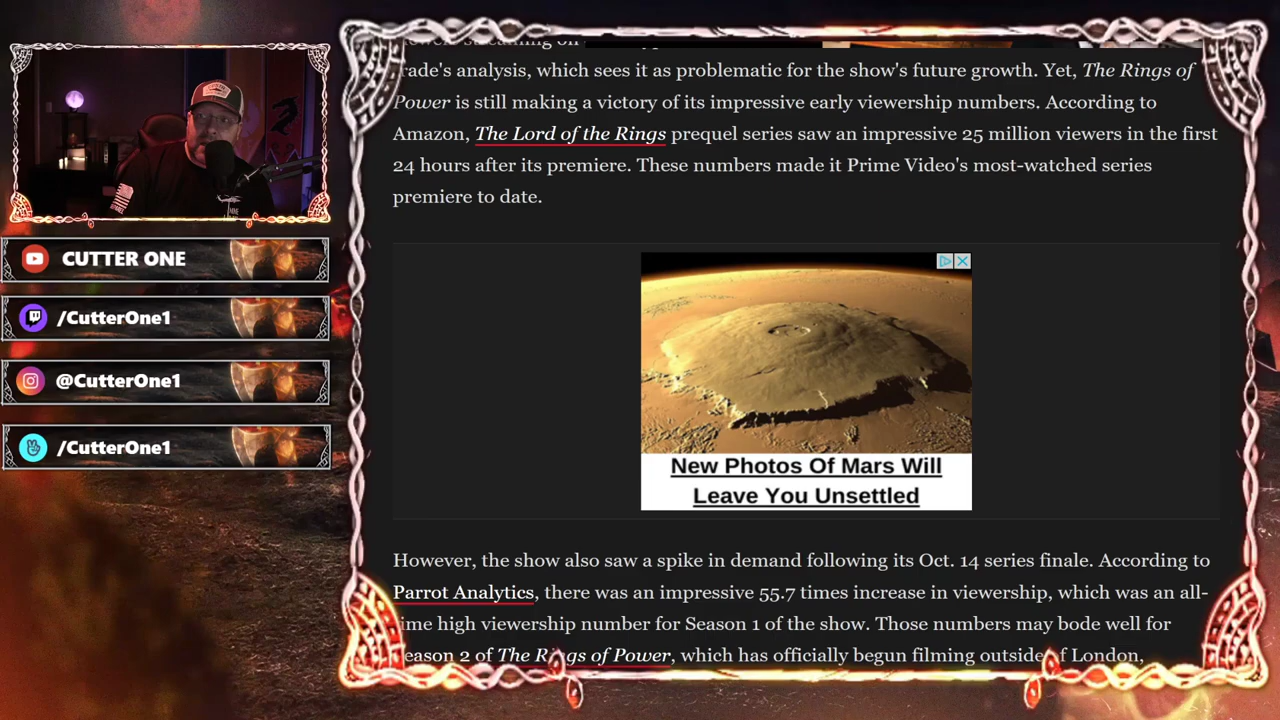 rade's analysis, which sees it as problematic for the show's future growth. Yet, The Rings of
Power is still making a victory of its impressive early viewership numbers. According to
Amazon, The Lord of the Rings prequel series saw an impressive 25 million viewers in the first
24 hours after its premiere. These numbers made it Prime Video's most-watched series
premiere to date.
CUTTER ONE
/CutterOne1
@CutterOne1
/CutterOne1
New Photos Of Mars Will
Leave You Unsettled
However, the show also saw a spike in demand following its Oct. 14 series finale. According to
Parrot Analytics, there was an impressive 55.7 times increase in viewership, which was an all-
ime high viewership number for Season 1 of the show. Those numbers may bode well for
eason 2 of The Rings of Power, which has officially begun filming outside of London,